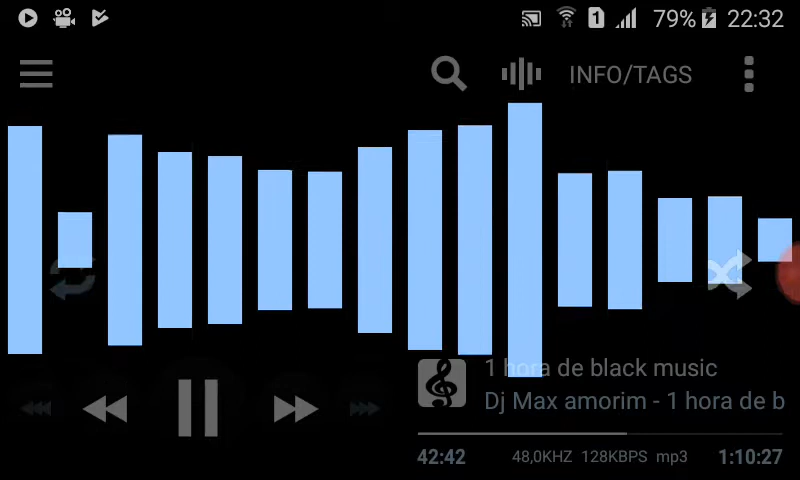 1 79% 22:32
INFO/TAGS
1 hora de black music
Dj Max amorim - 1 hora de b
42:42 48,0KHZ 128KBPS mp3 1:10:27